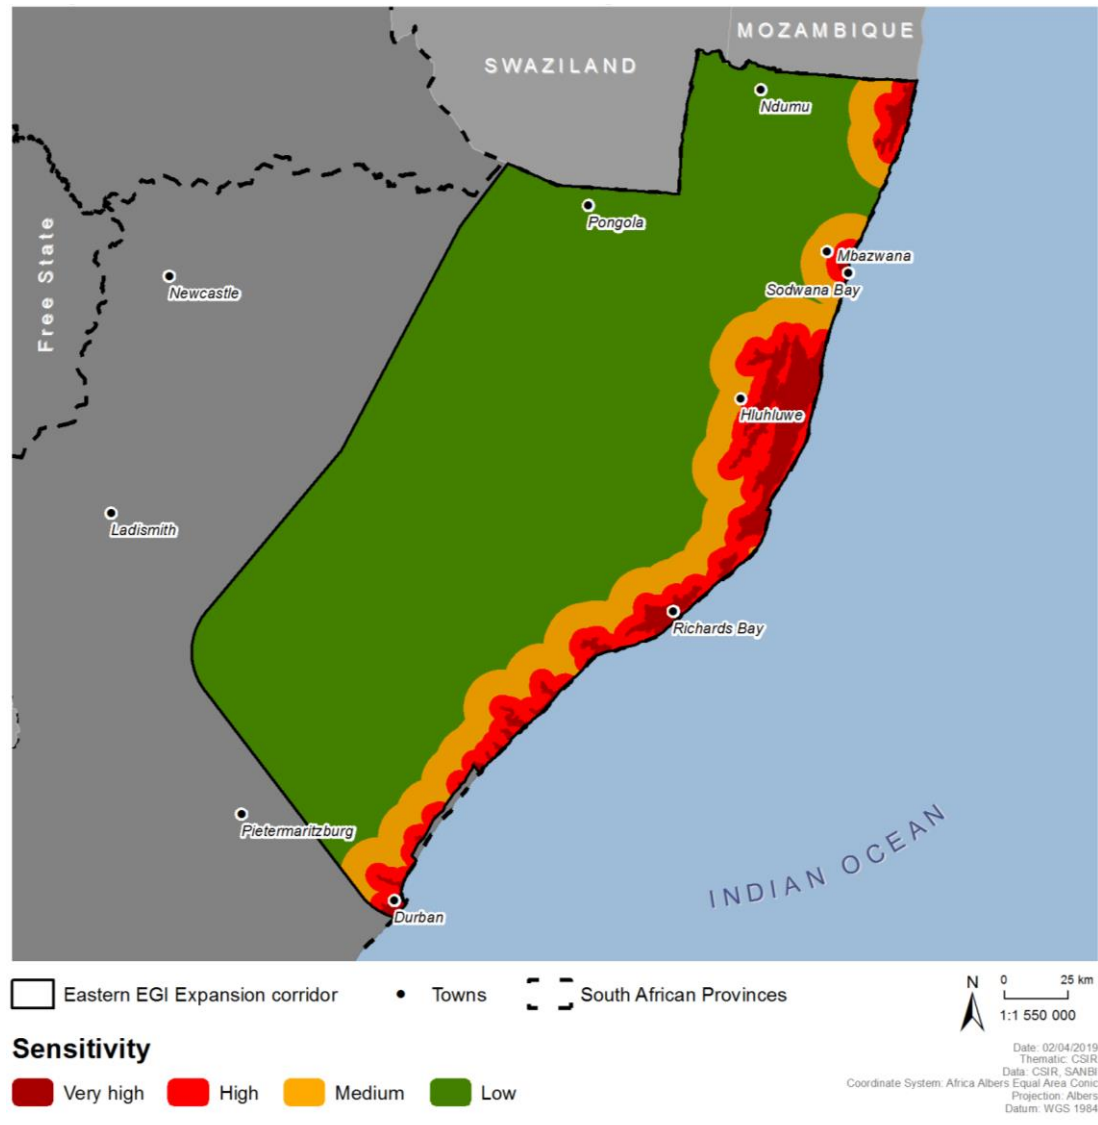 MOZAMBIQUE
SWAZILAND
Ndumu
Pongola
Free State
Mbazwana
Newcastle
Sodwana Bay
Hluhluwe
Ladismith
Richards Bay
Pietermaritzburg
INDIAN OCEAN
Durban
Eastern EGI Expansion corridor
Towns
South African Provinces
N
0 25 km
1:1 550 000
Sensitivity
Very high
High
Medium
Low
Date: 02/04/2019
Thematic: CSIR
Data: CSIR, SANBI
Coordinate System: Africa Albers Equal Area Conic
Projection: Albers
Datum: WGS 1984